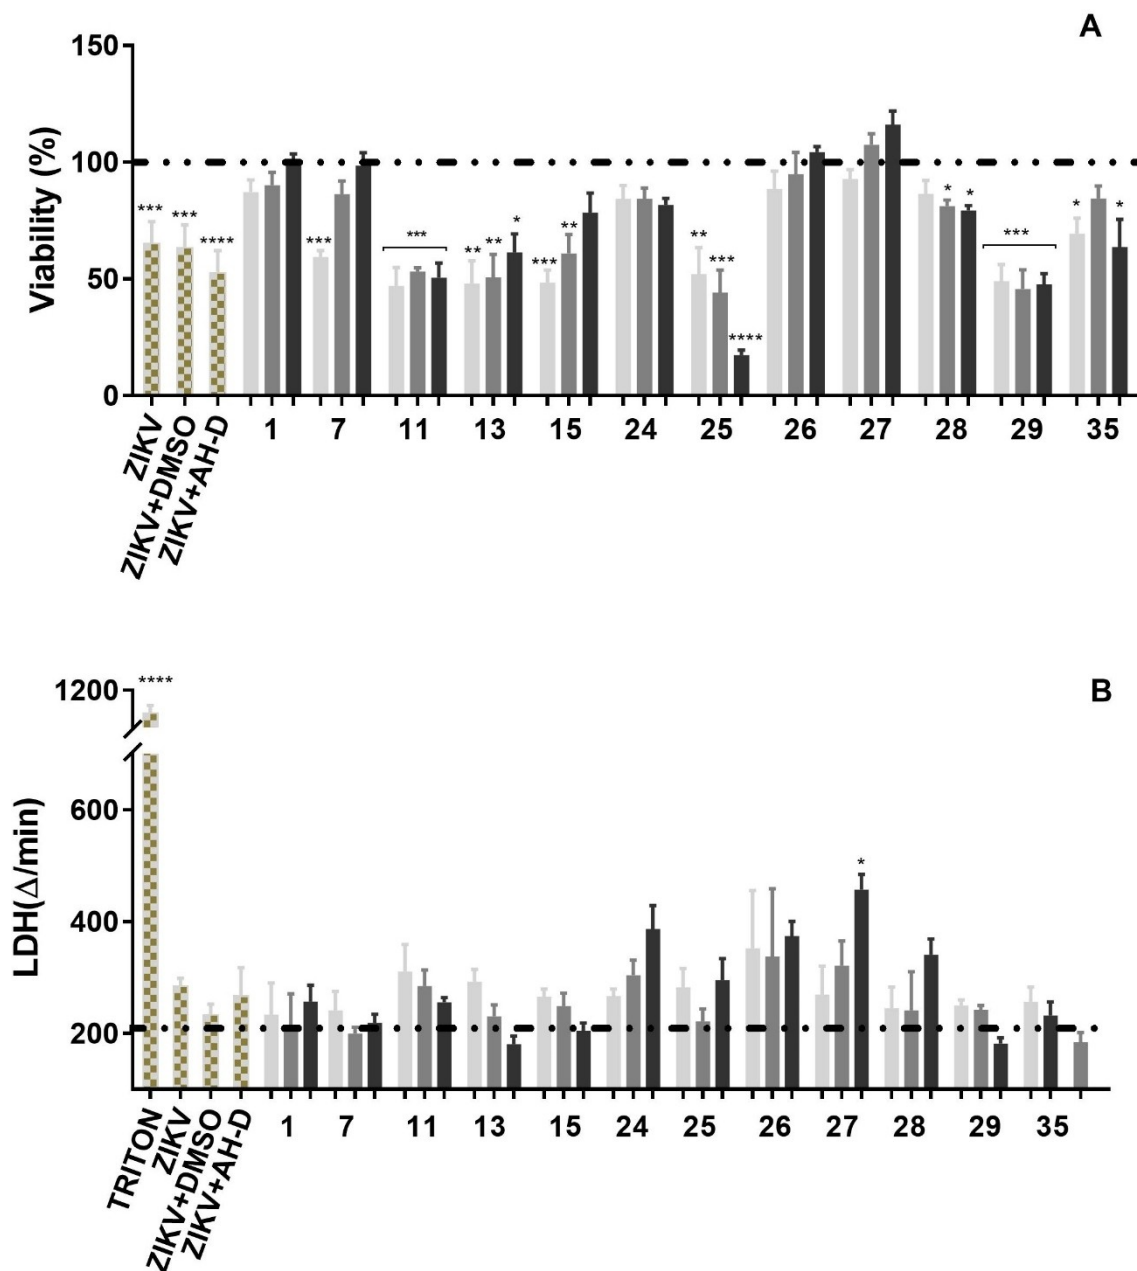 A
150
100
50
0
Viability (%)
***
***
****
***
***
**
**
*
***
**
**
***
****
*
*
***
*
*
ZIKV
ZIKV+DMSO
ZIKV+AH-D
1 7 11 13 15 24 25 26 27 28 29 35
B
1200
600
400
200
LDH(Δ/min)
****
*
TRITON
ZIKV
ZIKV+DMSO
ZIKV+AH-D
1 7 11 13 15 24 25 26 27 28 29 35